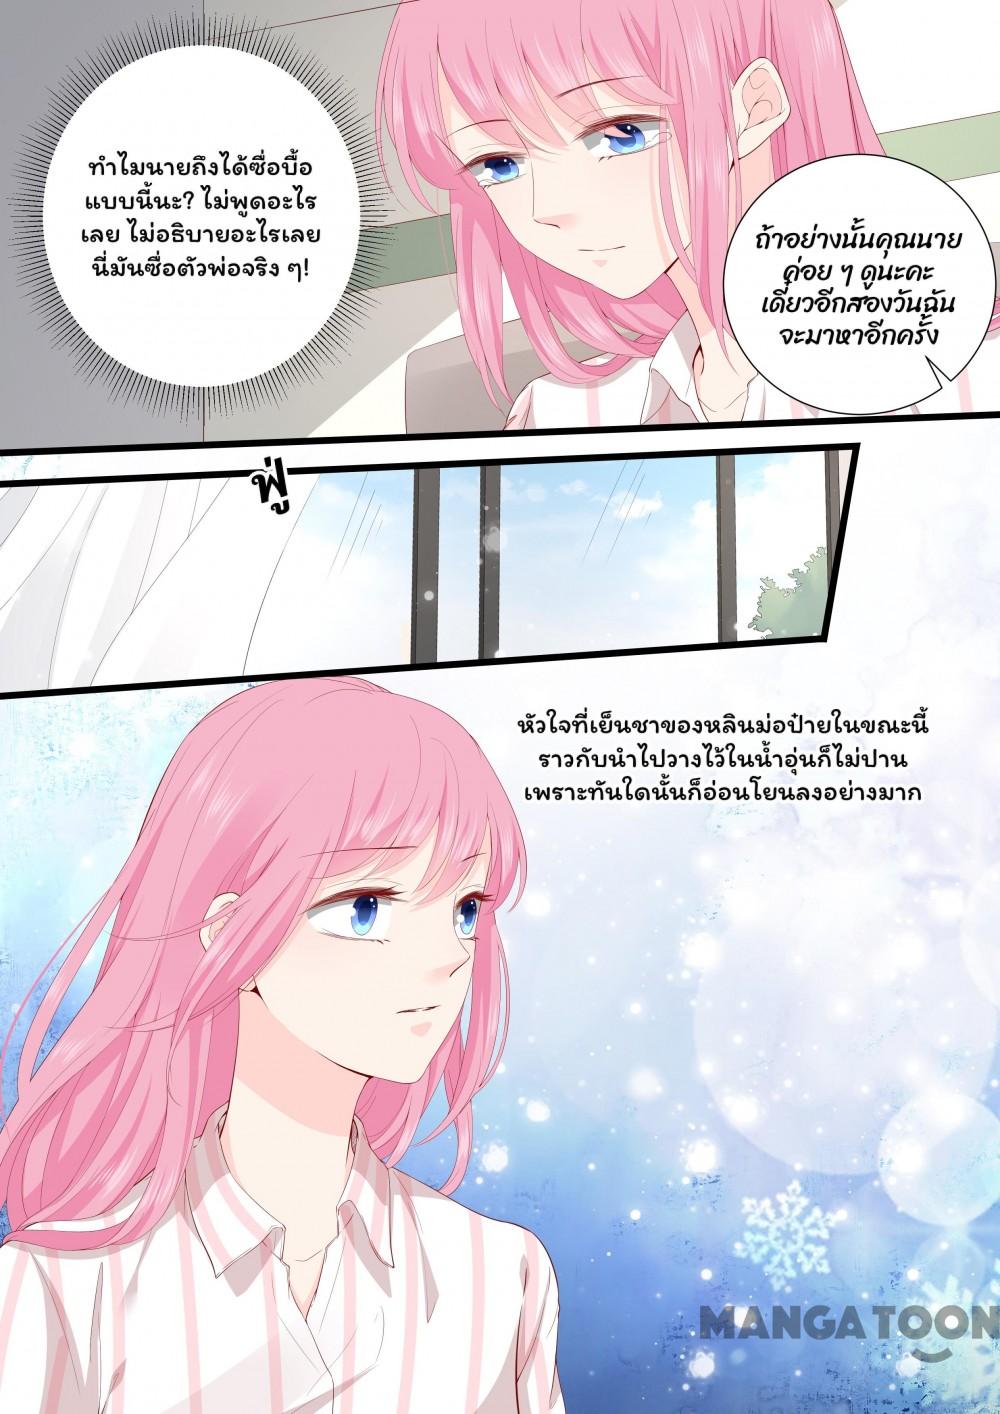 ทำไมนายถึงได้ซื่อบื้อ
แบบนี้นะ? ไม่พูดอะไร
เลย ไม่อธิบายอะไรเลย
นี่มันซื่อตัวพ่อจริง ๆ!
ถ้าอย่างนั้นคุณนาย
ค่อย ๆ ดูนะคะ
เดี๋ยวอีกสองวันฉัน
จะมาหาอีกครั้ง
ฟู่
หัวใจที่เย็นชาของหลินม่อป๋ายในขณะนี้
ราวกับนำไปวางไว้ในน้ำอุ่นก็ไม่ปาน
เพราะทันใดนั้นก็อ่อนโยนลงอย่างมาก
MANGATOON